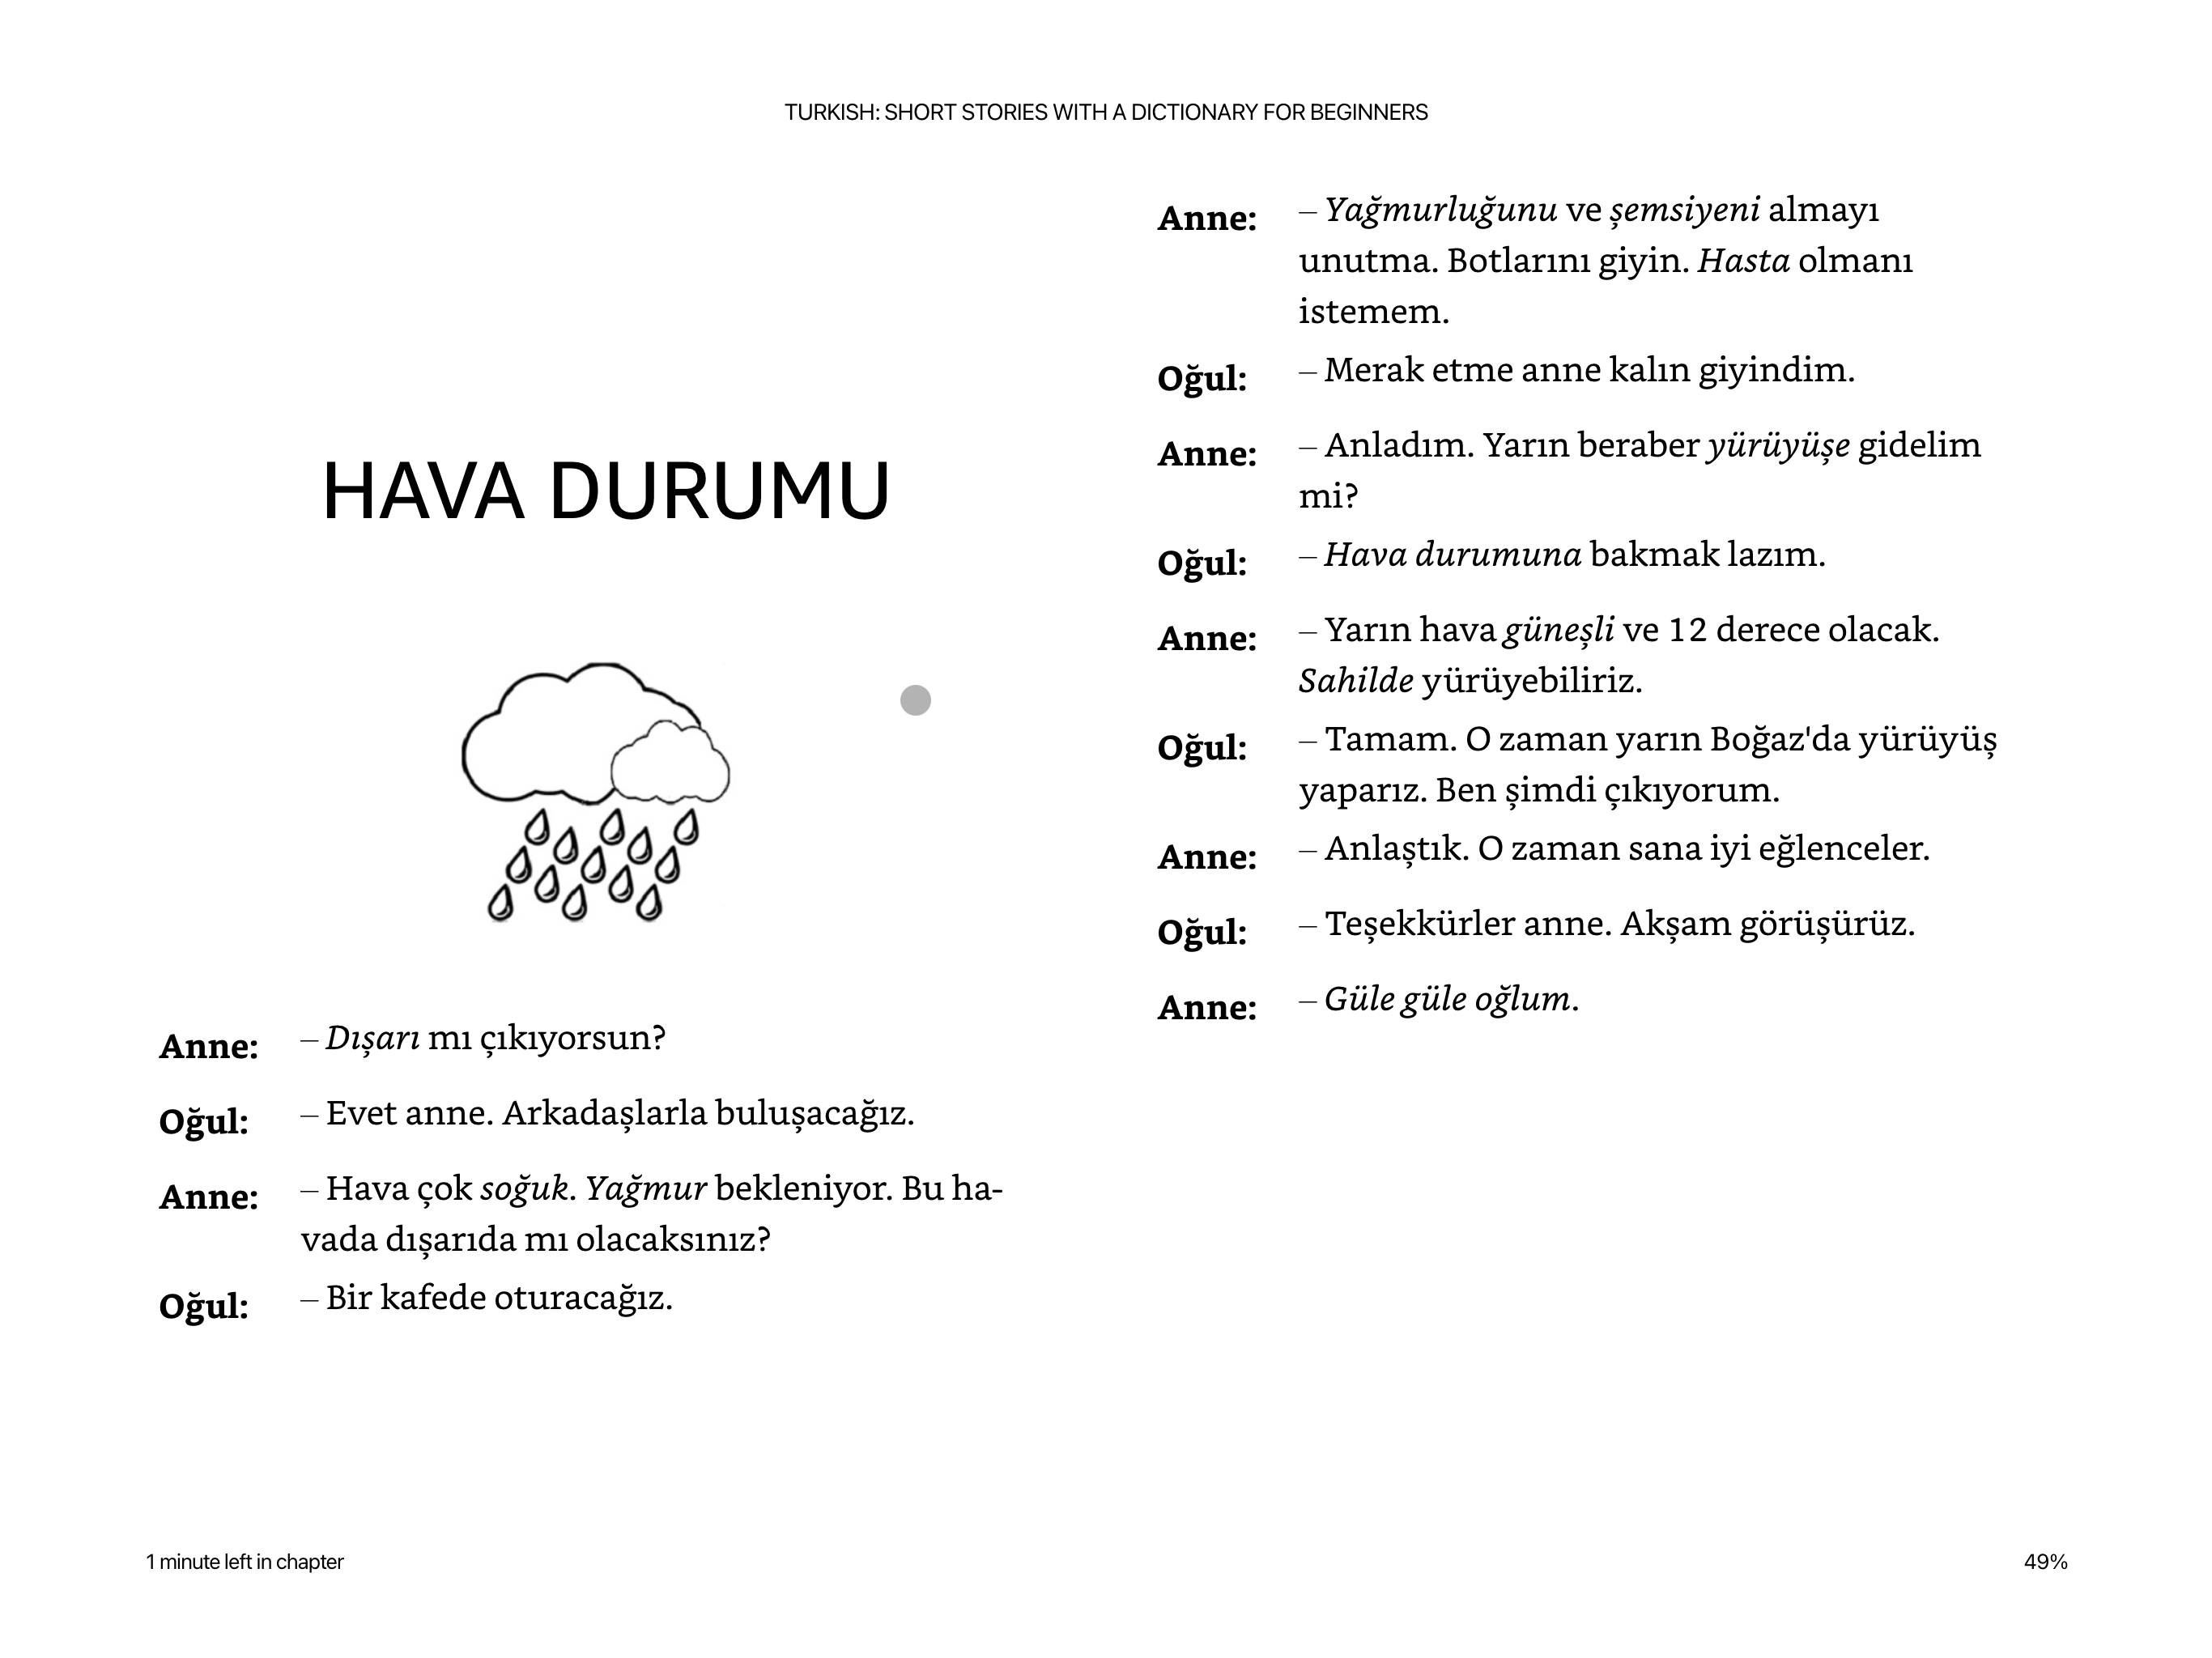 TURKISH: SHORT STORIES WITH A DICTIONARY FOR BEGINNERS
HAVA DURUMU
Anne: – Dışarı mı çıkıyorsun?
Oğul: – Evet anne. Arkadaşlarla buluşacağız.
Anne: – Hava çok soğuk. Yağmur bekleniyor. Bu ha-
vada dışarıda mı olacaksınız?
Oğul: – Bir kafede oturacağız.
Anne: – Yağmurluğunu ve şemsiyeni almayı
unutma. Botlarını giyin. Hasta olmanı
istemem.
Oğul: – Merak etme anne kalın giyindim.
Anne: – Anladım. Yarın beraber yürüyüşe gidelim
mi?
Oğul: – Hava durumuna bakmak lazım.
Anne: – Yarın hava güneşli ve 12 derece olacak.
Sahilde yürüyebiliriz.
Oğul: – Tamam. O zaman yarın Boğaz'da yürüyüş
yaparız. Ben şimdi çıkıyorum.
Anne: – Anlaştık. O zaman sana iyi eğlenceler.
Oğul: – Teşekkürler anne. Akşam görüşürüz.
Anne: – Güle güle oğlum.
1 minute left in chapter
49%